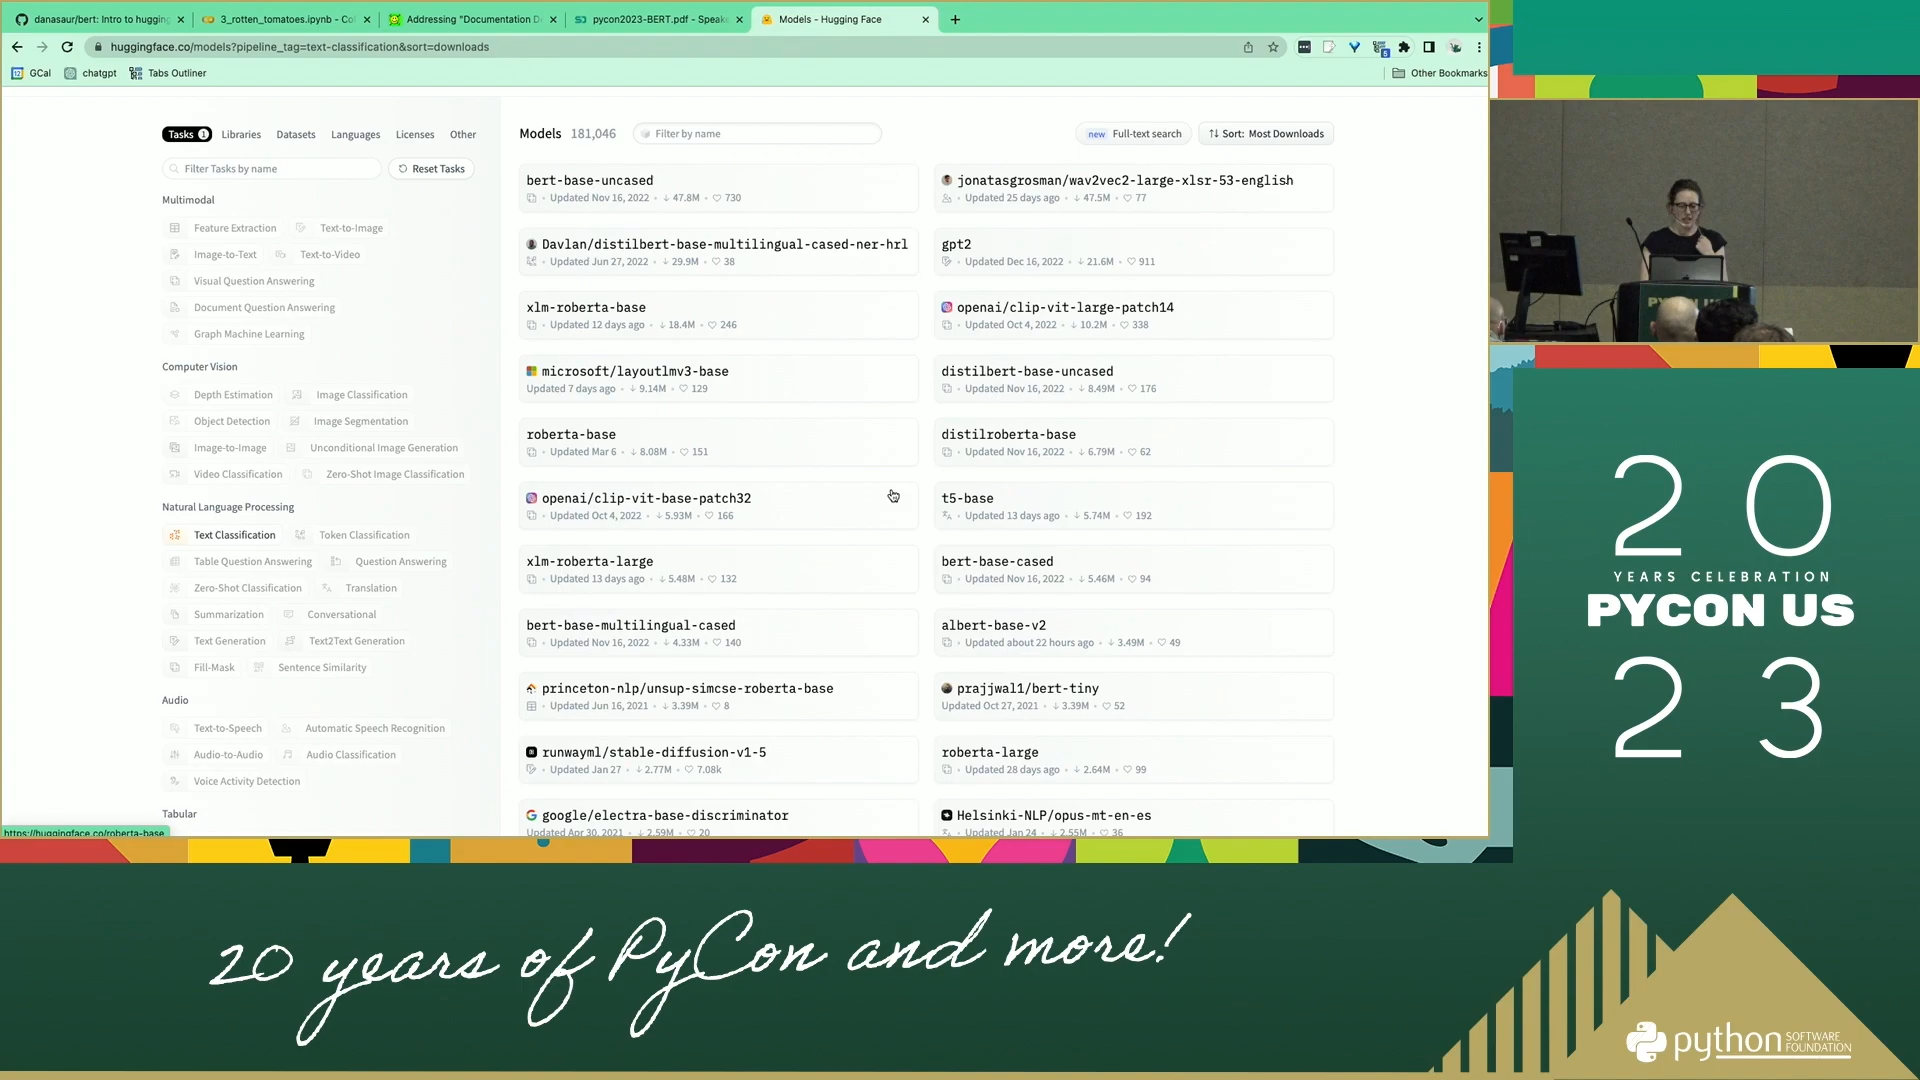 danasaur/bert: Intro to hugging
3_rotten_tomatoes.ipynb - Co
Addressing "Documentation D
pycon2023-BERT.pdf - Speake
Models - Hugging Face
huggingface.co/models?pipeline_tag=text-classification&sort=downloads
GCal
chatgpt
Tabs Outliner
Other Bookmarks
Tasks 1
Libraries
Datasets
Languages
Licenses
Other
Filter Tasks by name
Reset Tasks
Multimodal
Feature Extraction
Text-to-Image
Image-to-Text
Text-to-Video
Visual Question Answering
Document Question Answering
Graph Machine Learning
Computer Vision
Depth Estimation
Image Classification
Object Detection
Image Segmentation
Image-to-Image
Unconditional Image Generation
Video Classification
Zero-Shot Image Classification
Natural Language Processing
Text Classification
Token Classification
Table Question Answering
Question Answering
Zero-Shot Classification
Translation
Summarization
Conversational
Text Generation
Text2Text Generation
Fill-Mask
Sentence Similarity
Audio
Text-to-Speech
Automatic Speech Recognition
Audio-to-Audio
Audio Classification
Voice Activity Detection
Tabular
https://huggingface.co/roberta-base
Models 181,046
Filter by name
new Full-text search
Sort: Most Downloads
bert-base-uncased
Updated Nov 16, 2022 • ↓ 47.8M • ♡ 730
jonatasgrosman/wav2vec2-large-xlsr-53-english
Updated 25 days ago • ↓ 47.5M • ♡ 77
Davlan/distilbert-base-multilingual-cased-ner-hrl
Updated Jun 27, 2022 • ↓ 29.9M • ♡ 38
gpt2
Updated Dec 16, 2022 • ↓ 21.6M • ♡ 911
xlm-roberta-base
Updated 12 days ago • ↓ 18.4M • ♡ 246
openai/clip-vit-large-patch14
Updated Oct 4, 2022 • ↓ 10.2M • ♡ 338
microsoft/layoutlmv3-base
Updated 7 days ago • ↓ 9.14M • ♡ 129
distilbert-base-uncased
Updated Nov 16, 2022 • ↓ 8.49M • ♡ 176
roberta-base
Updated Mar 6 • ↓ 8.08M • ♡ 151
distilroberta-base
Updated Nov 16, 2022 • ↓ 6.79M • ♡ 62
openai/clip-vit-base-patch32
Updated Oct 4, 2022 • ↓ 5.93M • ♡ 166
t5-base
Updated 13 days ago • ↓ 5.74M • ♡ 192
xlm-roberta-large
Updated 13 days ago • ↓ 5.48M • ♡ 132
bert-base-cased
Updated Nov 16, 2022 • ↓ 5.46M • ♡ 94
bert-base-multilingual-cased
Updated Nov 16, 2022 • ↓ 4.33M • ♡ 140
albert-base-v2
Updated about 22 hours ago • ↓ 3.49M • ♡ 49
princeton-nlp/unsup-simcse-roberta-base
Updated Jun 16, 2021 • ↓ 3.39M • ♡ 8
prajjwal1/bert-tiny
Updated Oct 27, 2021 • ↓ 3.39M • ♡ 52
runwayml/stable-diffusion-v1-5
Updated Jan 27 • ↓ 2.77M • ♡ 7.08k
roberta-large
Updated 28 days ago • ↓ 2.64M • ♡ 99
google/electra-base-discriminator
Updated Apr 30, 2021 • ↓ 2.59M • ♡ 20
Helsinki-NLP/opus-mt-en-es
Updated Jan 24 • ↓ 2.55M • ♡ 36
PYCON US
20
YEARS CELEBRATION
PYCON US
23
20 years of PyCon and more!
python SOFTWARE
FOUNDATION